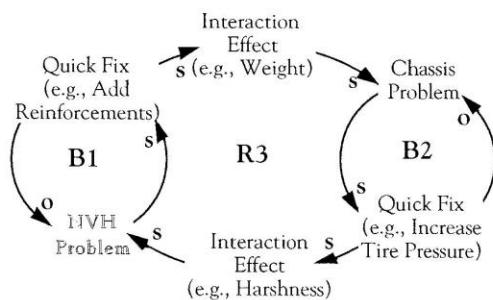 Interaction
Effect
(e.g., Weight)
s
s
Quick Fix
(e.g., Add
Reinforcements)
Chassis
Problem
s
o
B1
R3
B2
o
s
NVH
Problem
s
Quick Fix
(e.g., Increase
Tire Pressure)
s
s
Interaction
Effect
(e.g., Harshness)